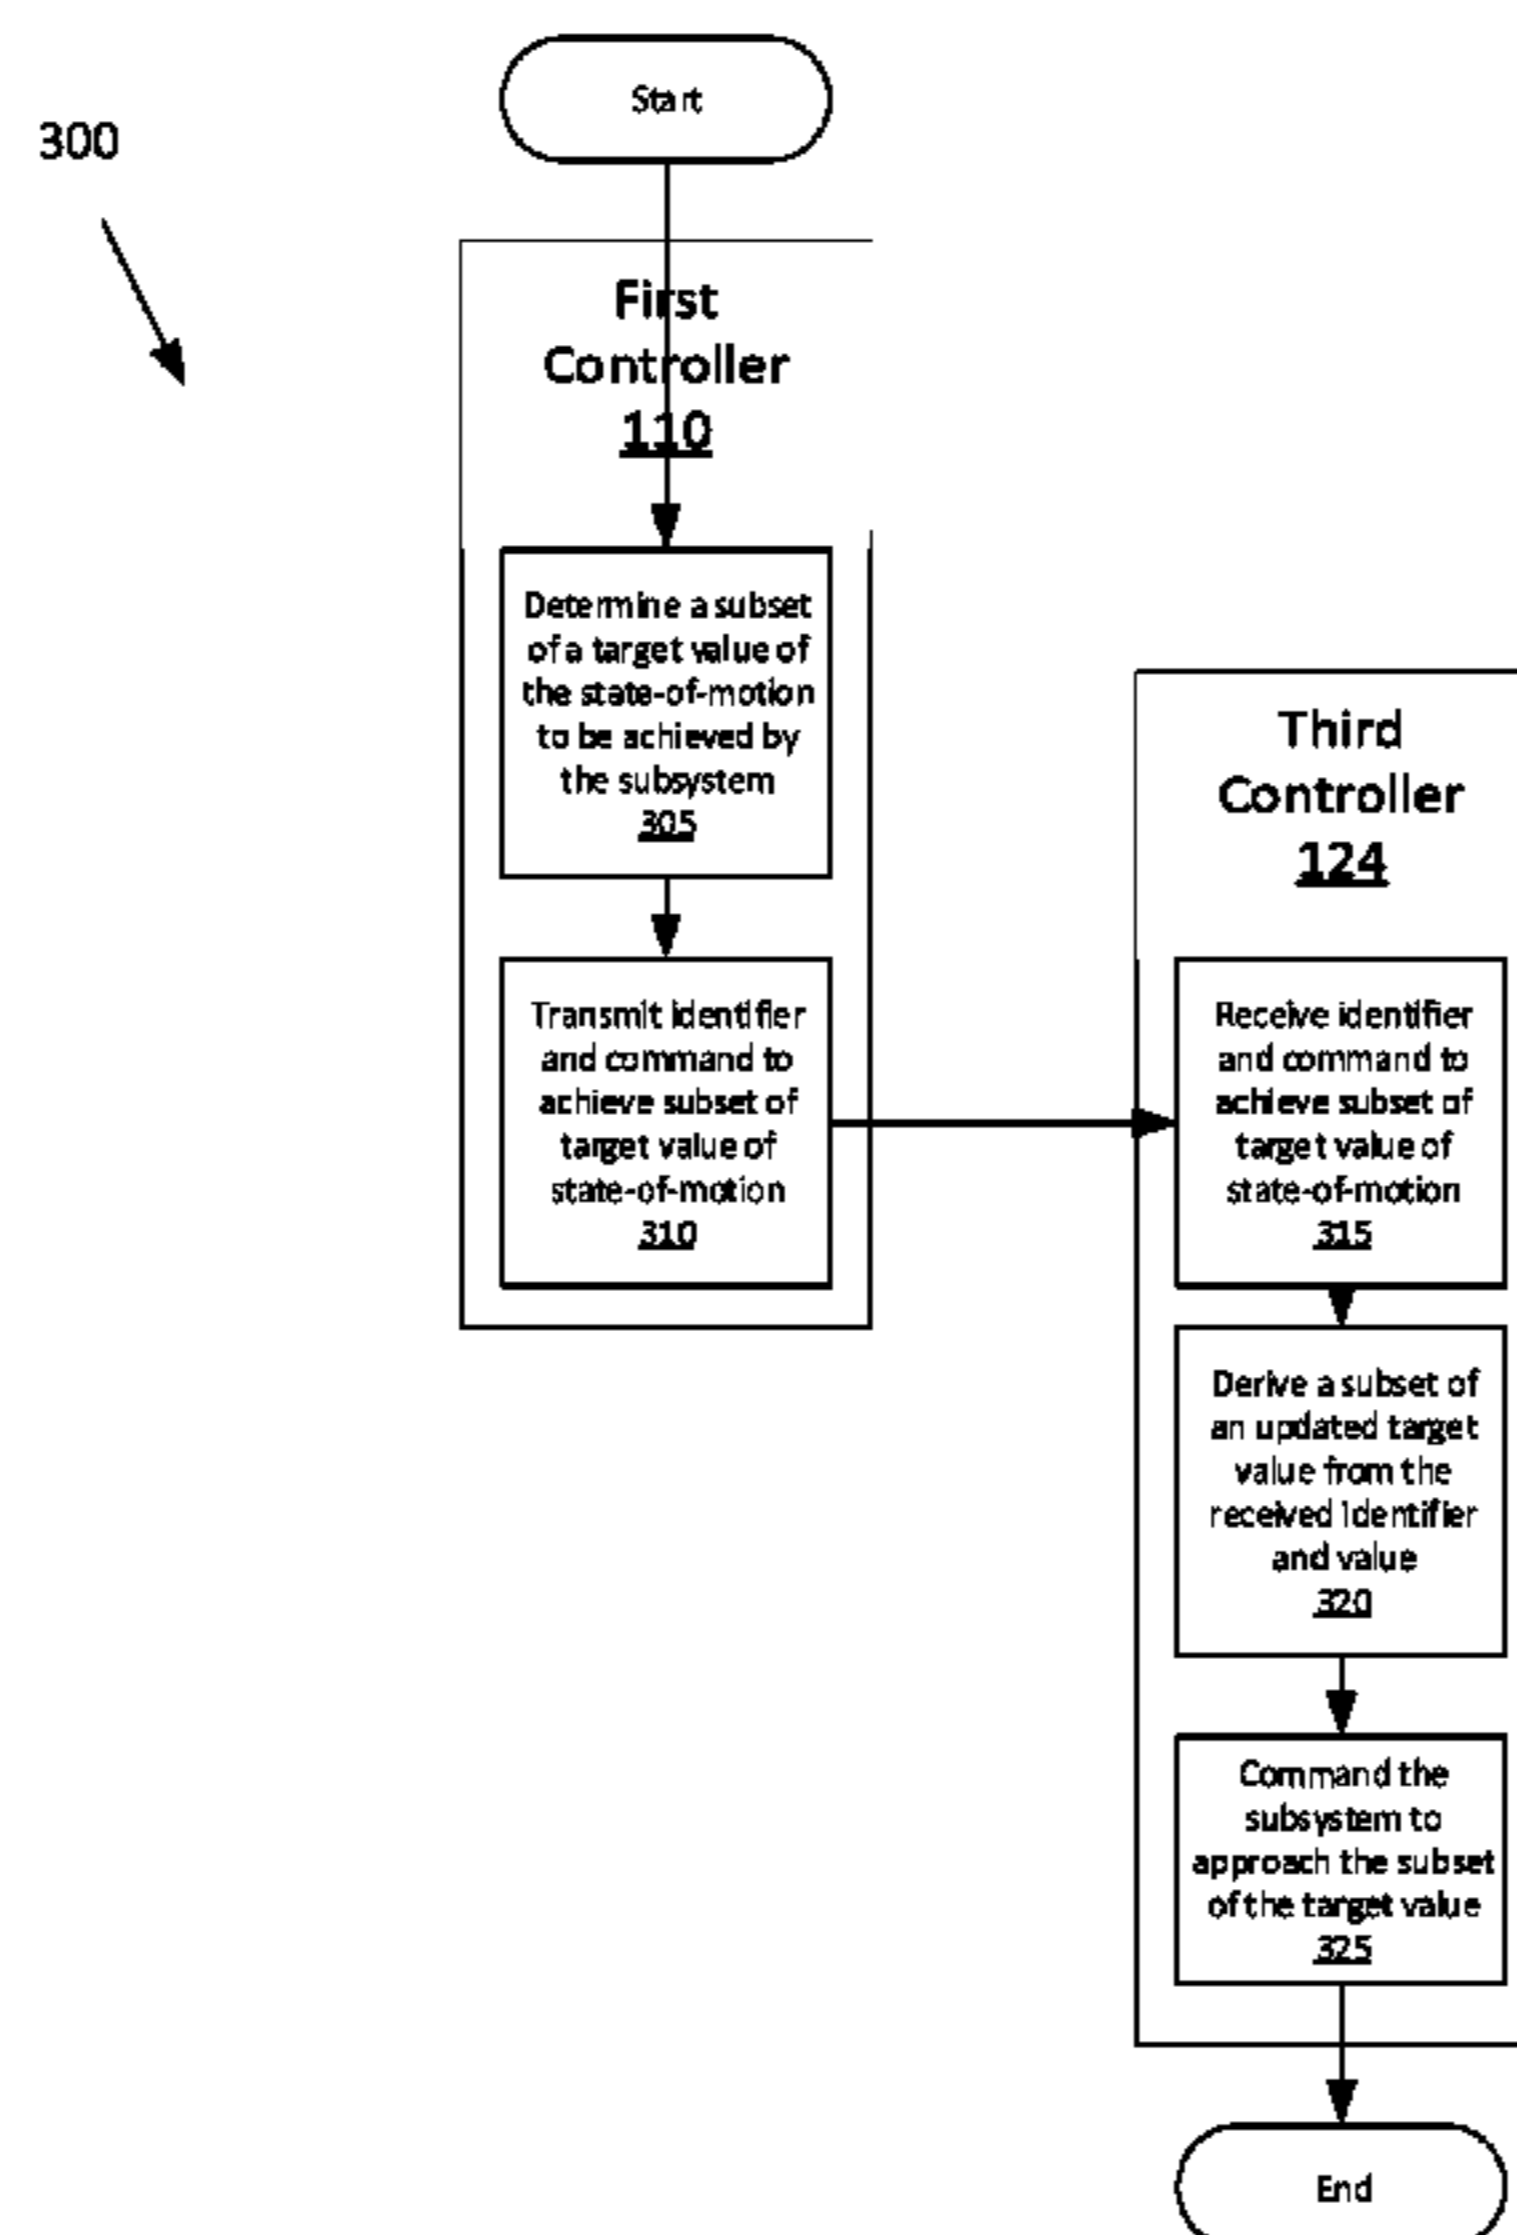 Start
300
First
Controller
110
Determine a subset
of a target value of
the state-of-motion
to be achieved by
the subsystem
305
Transmit identifier
and command to
achieve subset of
target value of
state-of-motion
310
Third
Controller
124
Receive identifier
and command to
achieve subset of
target value of
state-of-motion
315
Derive a subset of
an updated target
value from the
received identifier
and value
320
Command the
subsystem to
approach the subset
of the target value
325
End